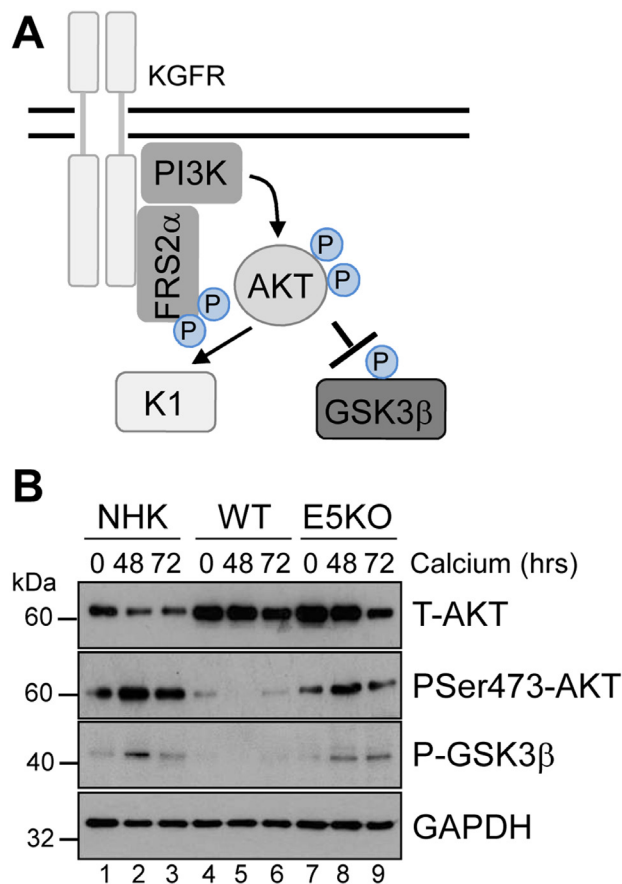 A
KGFR
PI3K
FRS2α
AKT
P
P
P
P
P
K1
GSK3β
B
NHK WT E5KO
0 48 72 0 48 72 0 48 72 Calcium (hrs)
kDa
60 T-AKT
60 PSer473-AKT
40 P-GSK3β
32 GAPDH
1 2 3 4 5 6 7 8 9